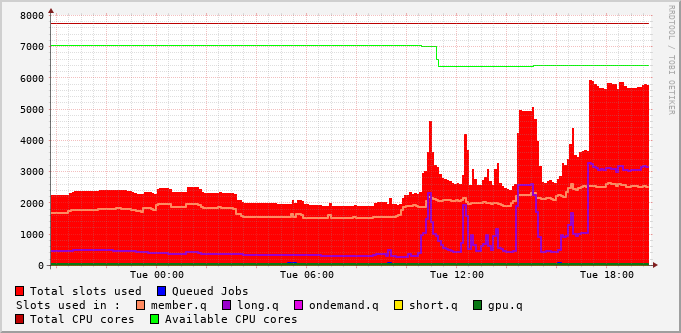 8000
7000
6000
5000
4000
3000
2000
1000
0
Tue 00:00 Tue 06:00 Tue 12:00 Tue 18:00
RRDTOOL / TOBI OETIKER
Total slots used Queued Jobs
Slots used in : member.q long.q ondemand.q short.q gpu.q
Total CPU cores Available CPU cores